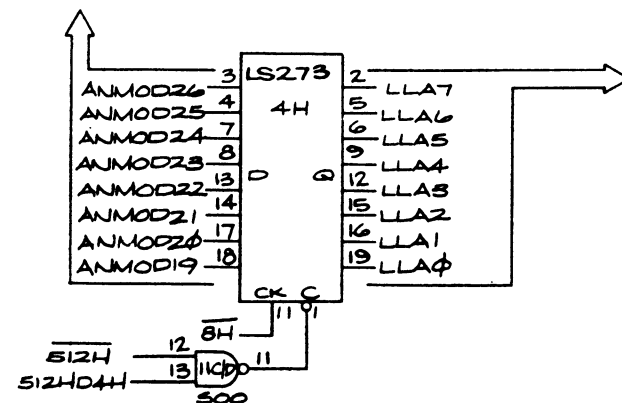 3 LS273 2
ANMOD26 LLA7
ANMOD25 4 4H 5 LLA6
ANMOD24 7 6 LLA5
ANMOD23 8 9 LLA4
ANMOD22 13 D Q 12 LLA3
ANMOD21 14 15 LLA2
ANMOD2φ 17 16 LLA1
ANMOD19 18 19 LLAφ
CK C
8H 11 1
512H 12
11C/D 11
512HD4H 13
S00